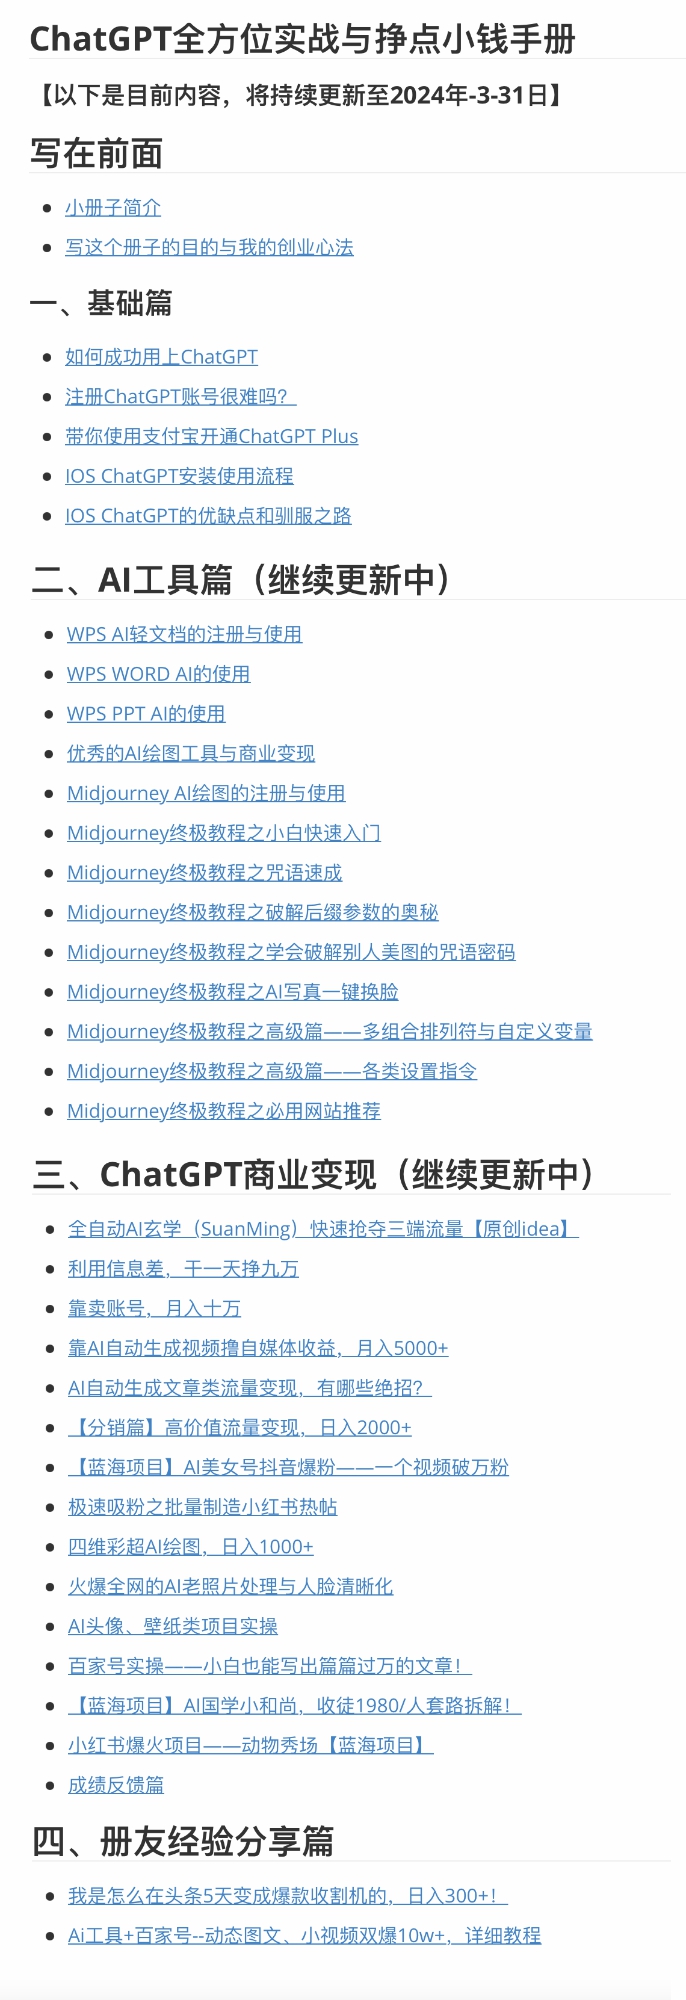 ChatGPT全方位实战与挣点小钱手册
【以下是目前内容，将持续更新至2024年-3-31日】
写在前面
小册子简介
写这个册子的目的与我的创业心法
一、基础篇
如何成功用上ChatGPT
注册ChatGPT账号很难吗？
带你使用支付宝开通ChatGPT Plus
IOS ChatGPT安装使用流程
IOS ChatGPT的优缺点和驯服之路
二、AI工具篇（继续更新中）
WPS AI轻文档的注册与使用
WPS WORD AI的使用
WPS PPT AI的使用
优秀的AI绘图工具与商业变现
Midjourney AI绘图的注册与使用
Midjourney终极教程之小白快速入门
Midjourney终极教程之咒语速成
Midjourney终极教程之破解后缀参数的奥秘
Midjourney终极教程之学会破解别人美图的咒语密码
Midjourney终极教程之AI写真一键换脸
Midjourney终极教程之高级篇——多组合排列符与自定义变量
Midjourney终极教程之高级篇——各类设置指令
Midjourney终极教程之必用网站推荐
三、ChatGPT商业变现（继续更新中）
全自动AI玄学（SuanMing）快速抢夺三端流量【原创idea】
利用信息差，干一天挣九万
靠卖账号，月入十万
靠AI自动生成视频撸自媒体收益，月入5000+
AI自动生成文章类流量变现，有哪些绝招？
【分销篇】高价值流量变现，日入2000+
【蓝海项目】AI美女号抖音爆粉——一个视频破万粉
极速吸粉之批量制造小红书热帖
四维彩超AI绘图，日入1000+
火爆全网的AI老照片处理与人脸清晰化
AI头像、壁纸类项目实操
百家号实操——小白也能写出篇篇过万的文章！
【蓝海项目】AI国学小和尚，收徒1980/人套路拆解！
小红书爆火项目——动物秀场【蓝海项目】
成绩反馈篇
四、册友经验分享篇
我是怎么在头条5天变成爆款收割机的，日入300+！
Ai工具+百家号--动态图文、小视频双爆10w+，详细教程